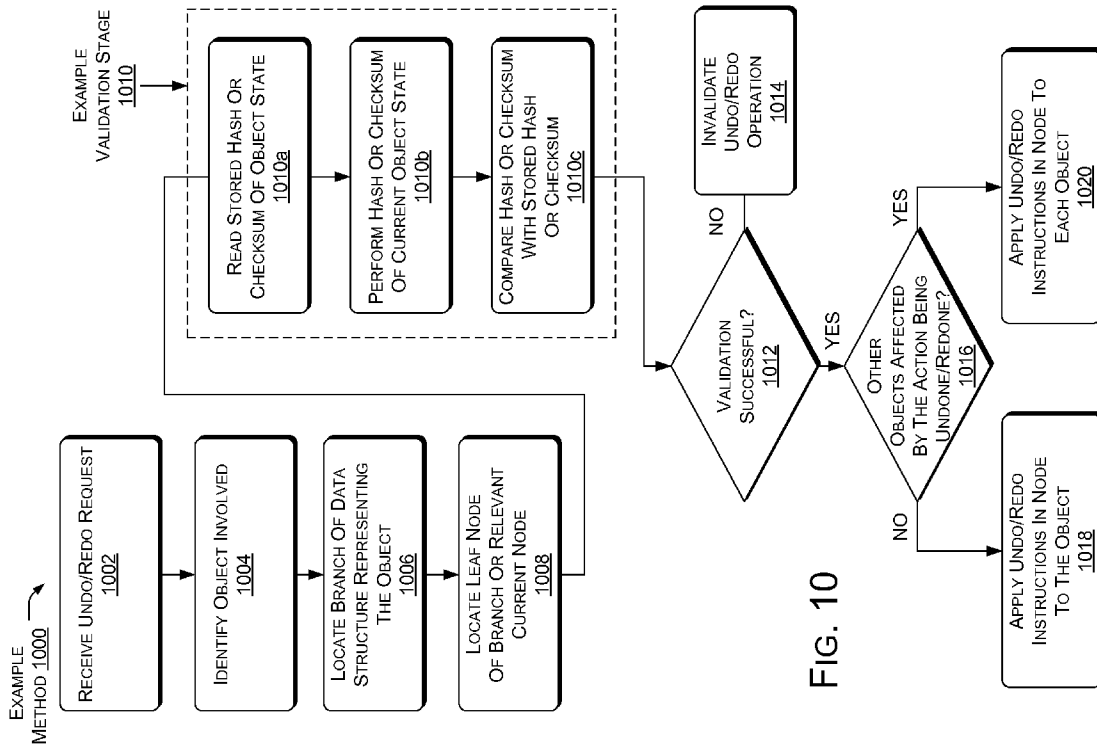 EXAMPLE
METHOD 1000
RECEIVE UNDO/REDO REQUEST
1002
IDENTIFY OBJECT INVOLVED
1004
LOCATE BRANCH OF DATA
STRUCTURE REPRESENTING
THE OBJECT
1006
LOCATE LEAF NODE
OF BRANCH OR RELEVANT
CURRENT NODE
1008
EXAMPLE
VALIDATION STAGE
1010
READ STORED HASH OR
CHECKSUM OF OBJECT STATE
1010a
PERFORM HASH OR CHECKSUM
OF CURRENT OBJECT STATE
1010b
COMPARE HASH OR CHECKSUM
WITH STORED HASH
OR CHECKSUM
1010c
VALIDATION
SUCCESSFUL?
1012
NO
INVALIDATE
UNDO/REDO
OPERATION
1014
YES
OTHER
OBJECTS AFFECTED
BY THE ACTION BEING
UNDONE/REDONE?
1016
NO
YES
APPLY UNDO/REDO
INSTRUCTIONS IN NODE
TO THE OBJECT
1018
APPLY UNDO/REDO
INSTRUCTIONS IN NODE TO
EACH OBJECT
1020
FIG. 10